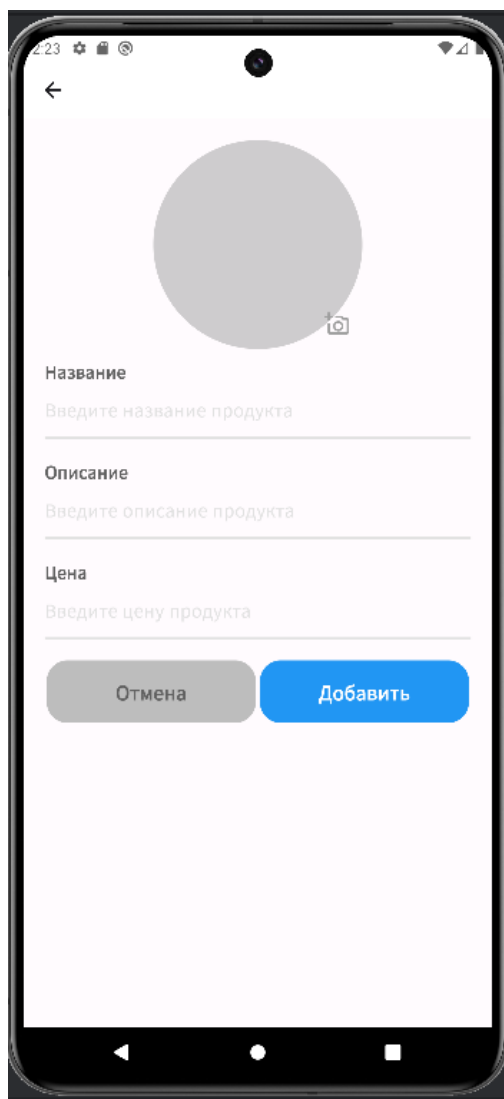 2:23
Название
Введите название продукта
Описание
Введите описание продукта
Цена
Введите цену продукта
Отмена Добавить